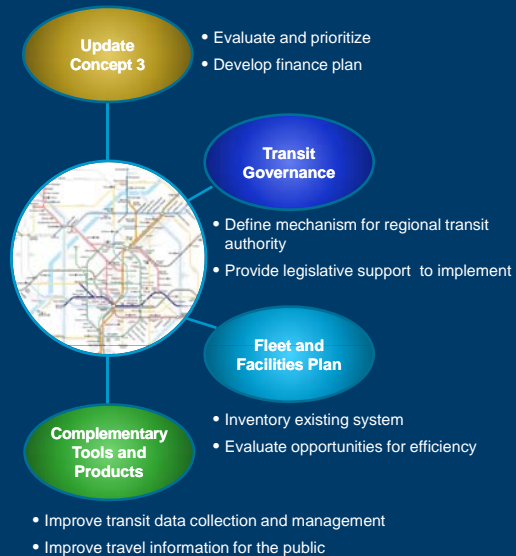 Update
Concept 3
• Evaluate and prioritize
• Develop finance plan
Transit
Governance
• Define mechanism for regional transit
authority
• Provide legislative support to implement
Fleet and
Facilities Plan
• Inventory existing system
• Evaluate opportunities for efficiency
Complementary
Tools and
Products
• Improve transit data collection and management
• Improve travel information for the public